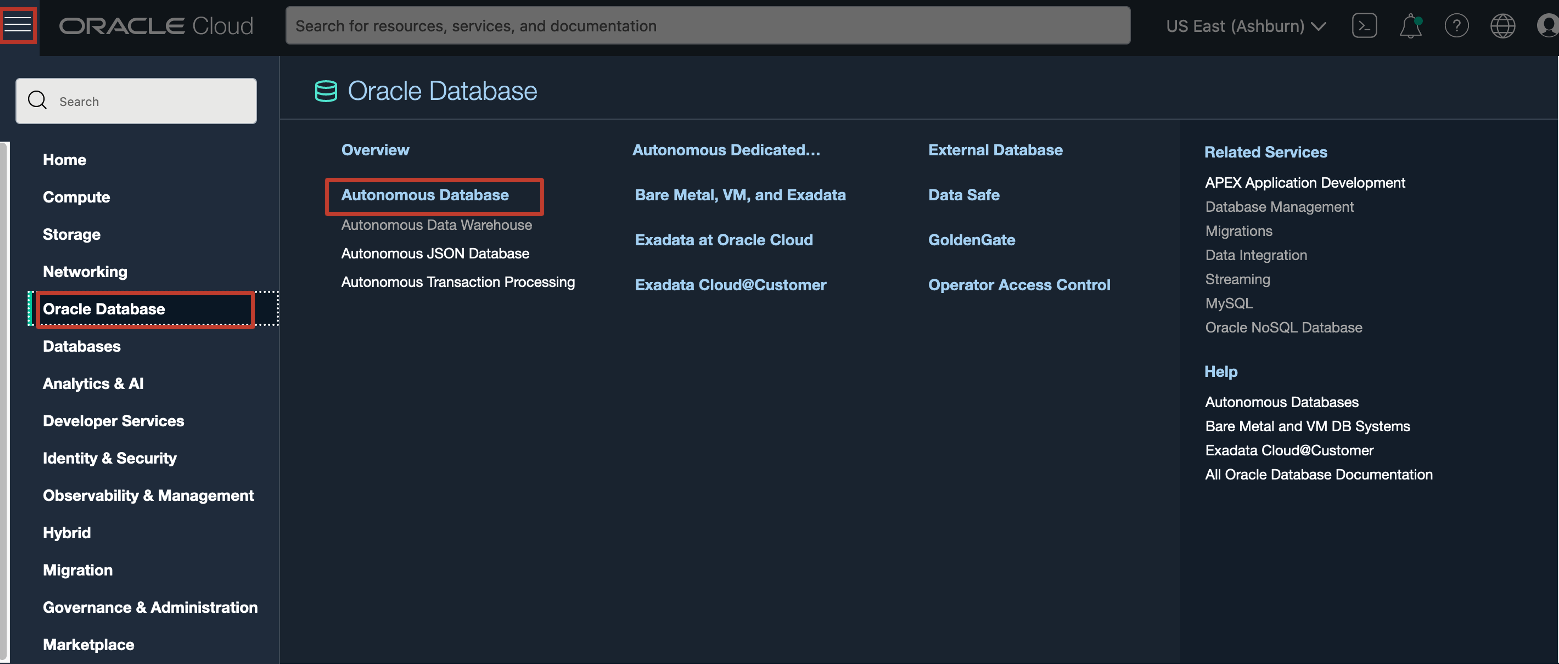 ORACLE Cloud
Search for resources, services, and documentation
US East (Ashburn)
Search
Home
Compute
Storage
Networking
Oracle Database
Databases
Analytics & AI
Developer Services
Identity & Security
Observability & Management
Hybrid
Migration
Governance & Administration
Marketplace
Oracle Database
Overview
Autonomous Database
Autonomous Data Warehouse
Autonomous JSON Database
Autonomous Transaction Processing
Autonomous Dedicated...
Bare Metal, VM, and Exadata
Exadata at Oracle Cloud
Exadata Cloud@Customer
External Database
Data Safe
GoldenGate
Operator Access Control
Related Services
APEX Application Development
Database Management
Migrations
Data Integration
Streaming
MySQL
Oracle NoSQL Database
Help
Autonomous Databases
Bare Metal and VM DB Systems
Exadata Cloud@Customer
All Oracle Database Documentation